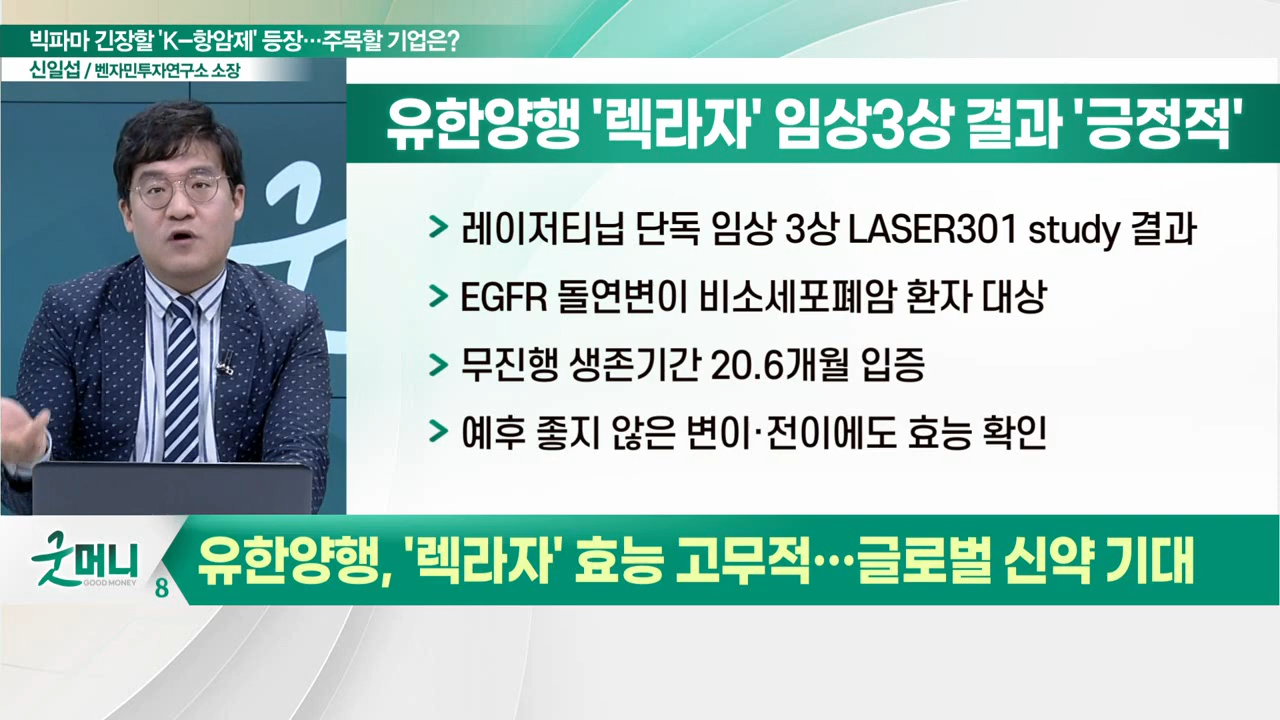 빅파마 긴장할 'K-항암제' 등장…주목할 기업은?
신일섭 / 벤자민투자연구소 소장
유한양행 '렉라자' 임상3상 결과 '긍정적'
> 레이저티닙 단독 임상 3상 LASER301 study 결과
> EGFR 돌연변이 비소세포폐암 환자 대상
> 무진행 생존기간 20.6개월 입증
> 예후 좋지 않은 변이·전이에도 효능 확인
굿머니
GOOD MONEY
8
유한양행, '렉라자' 효능 고무적…글로벌 신약 기대